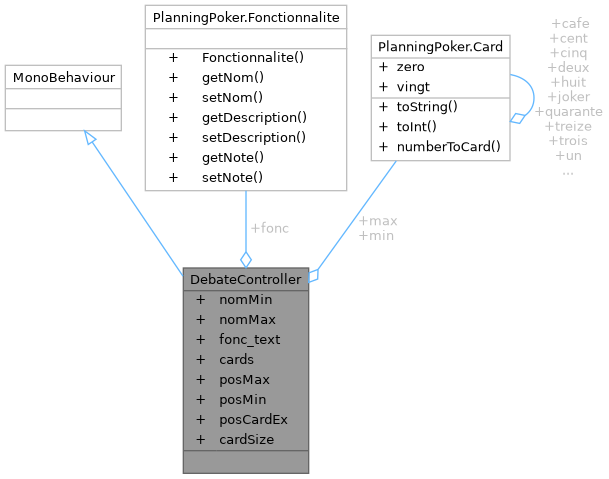 PlanningPoker.Fonctionnalite
+ Fonctionnalite()
+ getNom()
+ setNom()
+ getDescription()
+ setDescription()
+ getNote()
+ setNote()
MonoBehaviour
PlanningPoker.Card
+ zero
+ vingt
+ toString()
+ toInt()
+ numberToCard()
+cafe
+cent
+cinq
+deux
+huit
+joker
+quarante
+treize
+trois
+un
...
+fonc
+max
+min
DebateController
+ nomMin
+ nomMax
+ fonc_text
+ cards
+ posMax
+ posMin
+ posCardEx
+ cardSize